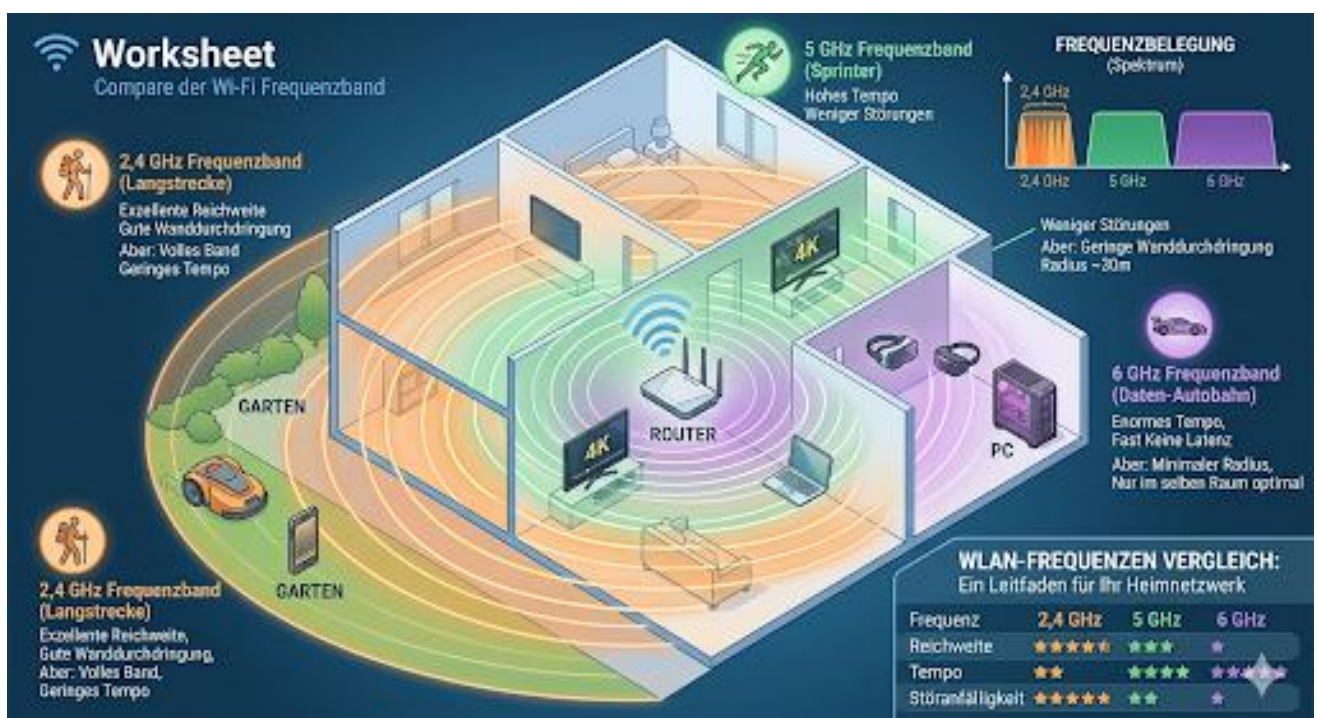 Worksheet
Compare der Wi-Fi Frequenzband
2,4 GHz Frequenzband
(Langstrecke)
Exzellente Reichweite
Gute Wanddurchdringung
Aber: Volles Band
Geringes Tempo
5 GHz Frequenzband
(Sprinter)
Hohes Tempo
Weniger Störungen
FREQUENZBELEGUNG
(Spektrum)
2,4 GHz
2,4 GHz
5 GHz
6 GHz
Weniger Störungen
Aber: Geringe Wanddurchdringung
Radius ~30m
4K
6 GHz Frequenzband
(Daten-Autobahn)
Enormes Tempo,
Fast Keine Latenz
Aber: Minimaler Radius,
Nur im selben Raum optimal
GARTEN
ROUTER
4K
PC
GARTEN
2,4 GHz Frequenzband
(Langstrecke)
Exzellente Reichweite,
Gute Wanddurchdringung,
Aber: Volles Band,
Geringes Tempo
WLAN-FREQUENZEN VERGLEICH:
Ein Leitfaden für Ihr Heimnetzwerk
Frequenz 2,4 GHz 5 GHz 6 GHz
Reichweite
Tempo
Störanfälligkeit